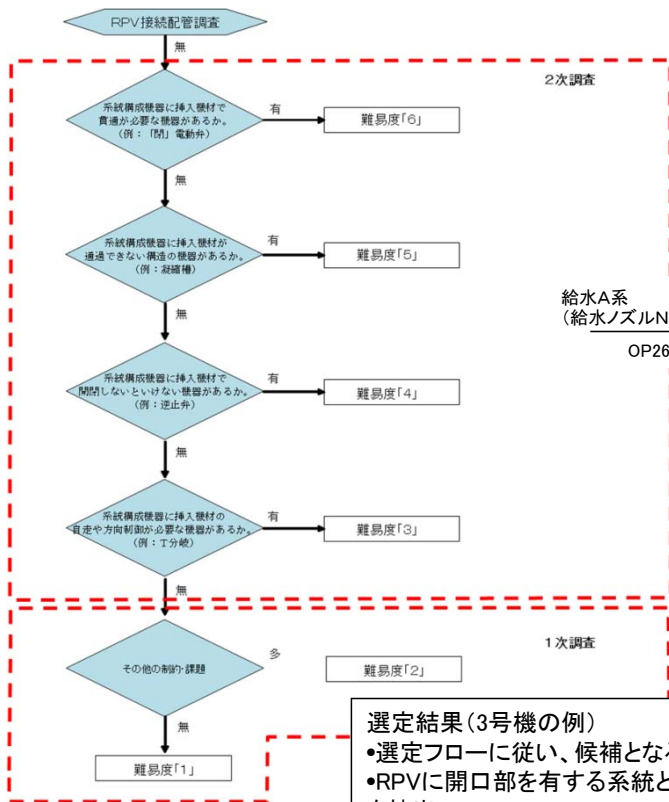 RPV接続配管調査
無
2次調査
系統構成機器に挿入機材で
貫通が必要な機器があるか。
(例：「閉」電動弁)
有
難易度「6」
無
系統構成機器に挿入機材が
通過できない構造の機器があるか。
(例：凝縮槽)
有
難易度「5」
無
給水A系
(給水ノズルN
OP26
系統構成機器に挿入機材で
開閉しないといけない機器があるか。
(例：逆止弁)
有
難易度「4」
無
系統構成機器に挿入機材の
自走や方向制御が必要な機器があるか。
(例：T分岐)
有
難易度「3」
無
1次調査
その他の制約・課題
多
難易度「2」
無
難易度「1」
選定結果(3号機の例)
•選定フローに従い、候補となる
•RPVに開口部を有する系統と